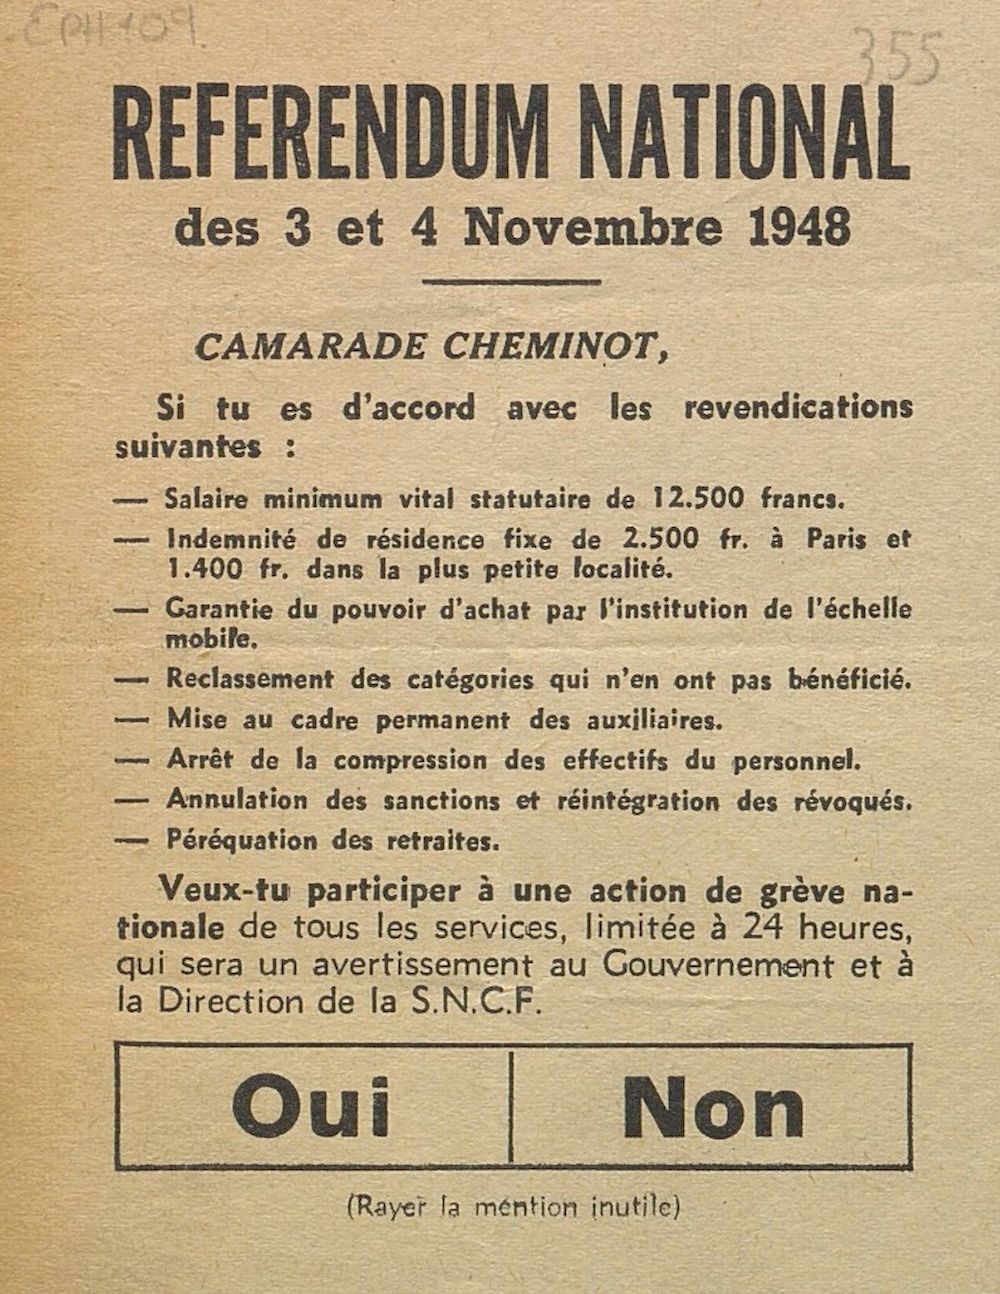 EPH 109.
355
REFERENDUM NATIONAL
des 3 et 4 Novembre 1948
CAMARADE CHEMINOT,
Si tu es d'accord avec les revendications
suivantes :
— Salaire minimum vital statutaire de 12.500 francs.
— Indemnité de résidence fixe de 2.500 fr. à Paris et
1.400 fr. dans la plus petite localité.
— Garantie du pouvoir d'achat par l'institution de l'échelle
mobile.
— Reclassement des catégories qui n'en ont pas bénéficié.
— Mise au cadre permanent des auxiliaires.
— Arrêt de la compression des effectifs du personnel.
— Annulation des sanctions et réintégration des révoqués.
— Péréquation des retraites.
Veux-tu participer à une action de grève na-
tionale de tous les services, limitée à 24 heures,
qui sera un avertissement au Gouvernement et à
la Direction de la S.N.C.F.
Oui Non
(Rayer la mention inutile)